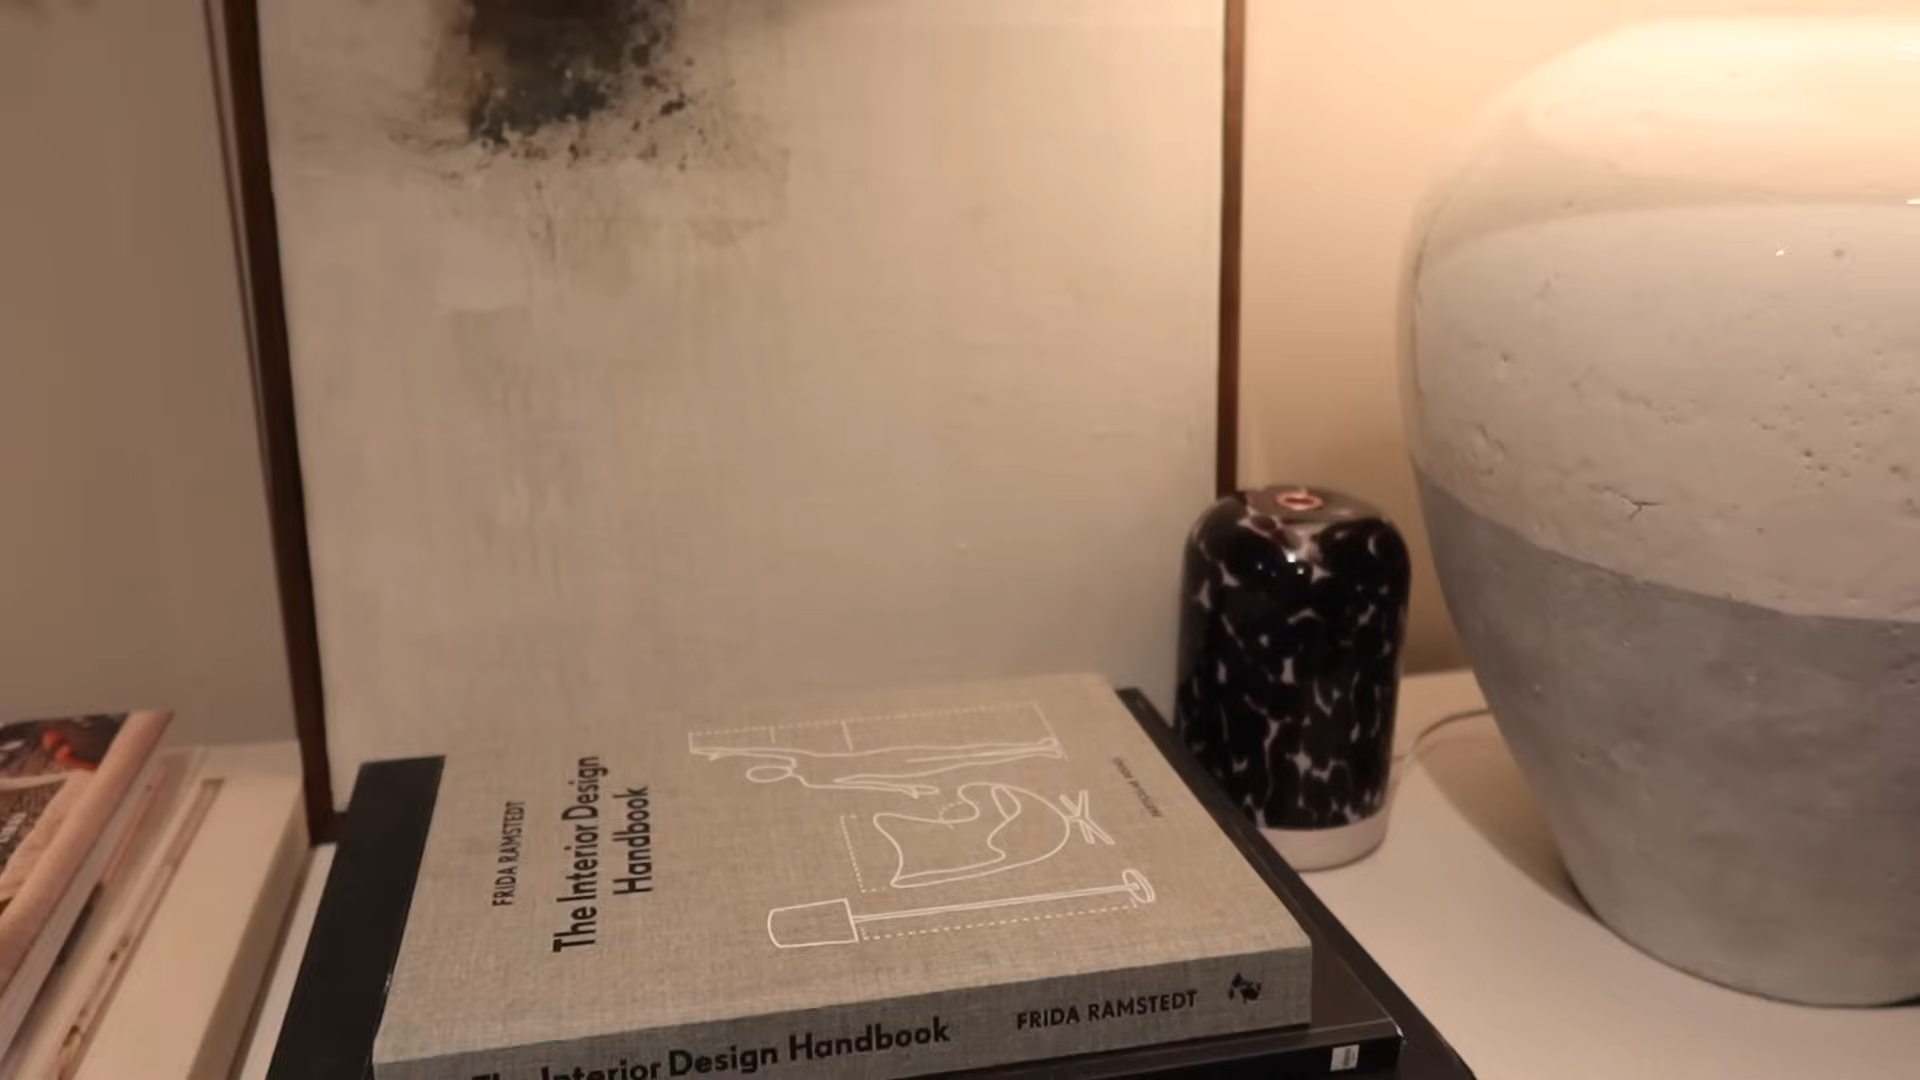 FRIDA RAMSTEDT
The Interior Design
Handbook
The Interior Design Handbook
FRIDA RAMSTEDT